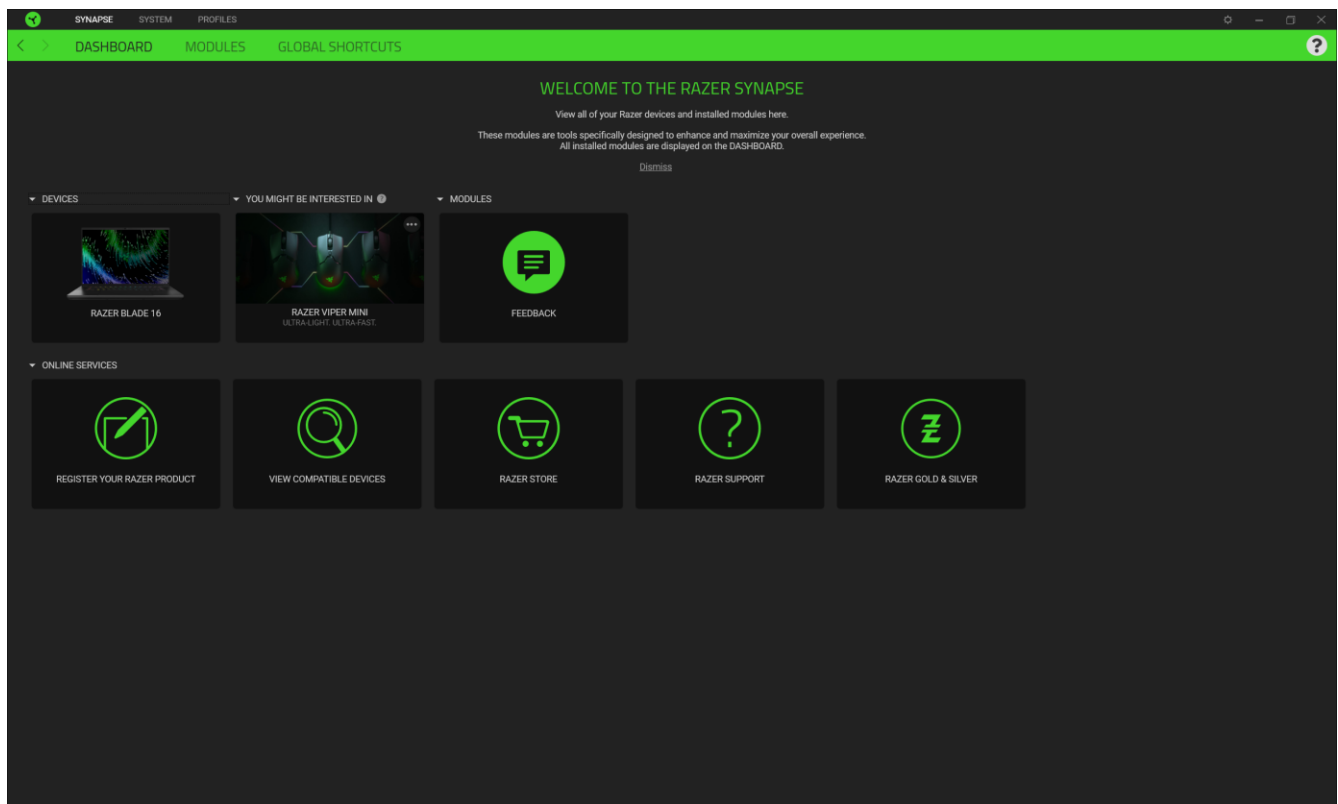 SYNAPSE SYSTEM PROFILES
DASHBOARD MODULES GLOBAL SHORTCUTS
?
WELCOME TO THE RAZER SYNAPSE
View all of your Razer devices and installed modules here.
These modules are tools specifically designed to enhance and maximize your overall experience.
All installed modules are displayed on the DASHBOARD.
Dismiss
DEVICES
YOU MIGHT BE INTERESTED IN ?
MODULES
RAZER BLADE 16
RAZER VIPER MINI
ULTRA-LIGHT. ULTRA-FAST.
FEEDBACK
ONLINE SERVICES
REGISTER YOUR RAZER PRODUCT
VIEW COMPATIBLE DEVICES
RAZER STORE
RAZER SUPPORT
RAZER GOLD & SILVER